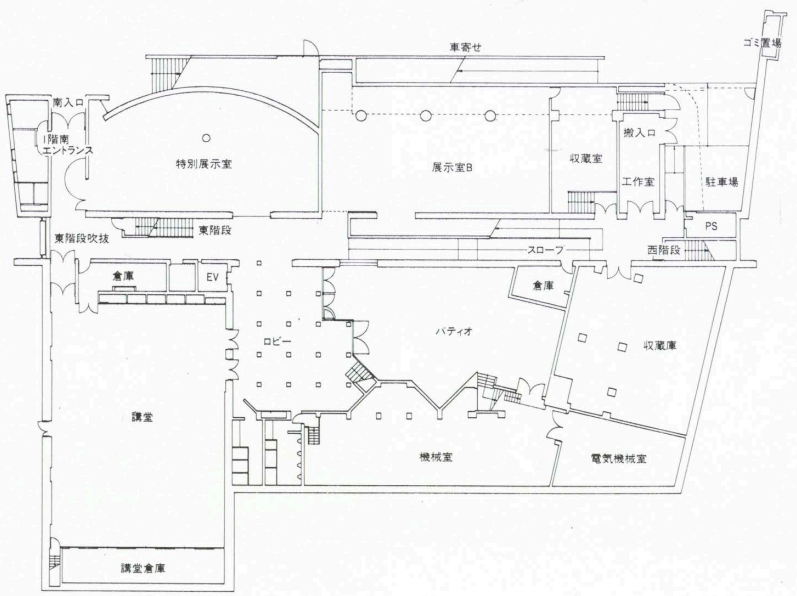 車寄せ
ゴミ置場
南入口
1階南
エントランス
特別展示室
展示室B
収蔵室
搬入口
工作室
駐車場
PS
東階段吹抜
東階段
スロープ
西階段
倉庫
EV
倉庫
ロビー
パティオ
収蔵庫
講堂
機械室
電気機械室
講堂倉庫